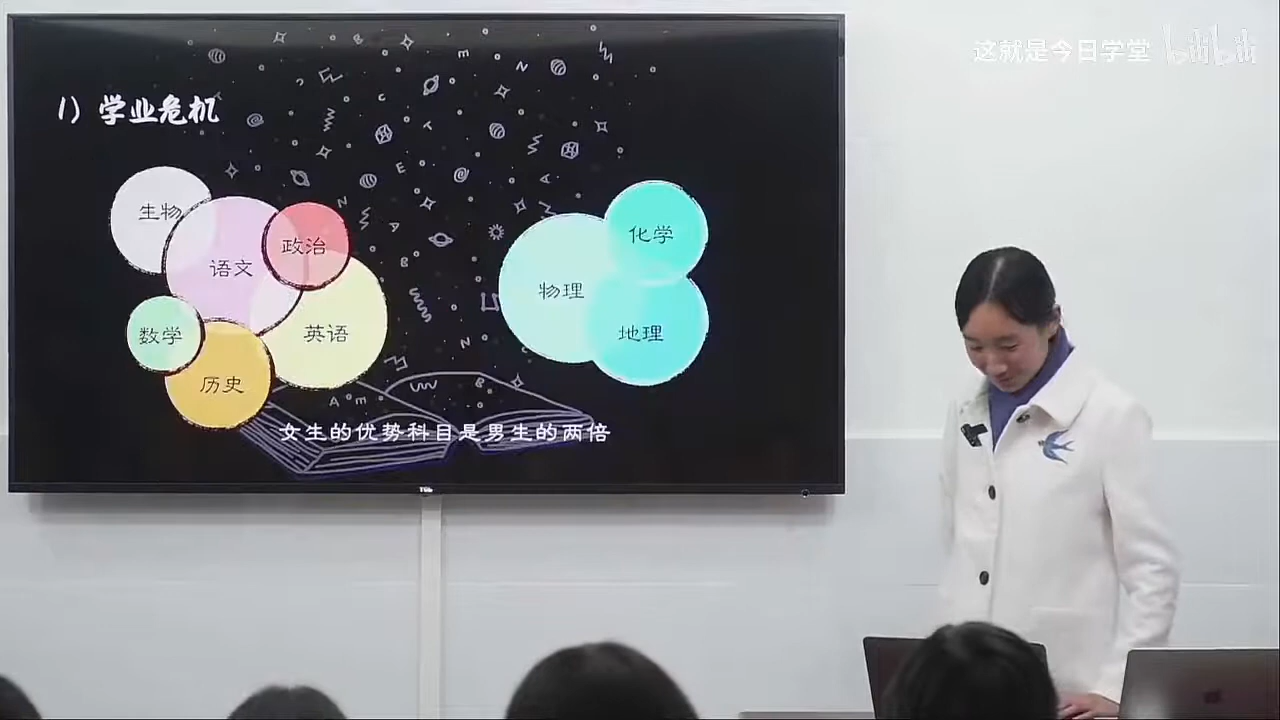 这就是今日学堂 bilibili
1）学业危机
生物
语文
政治
数学
英语
历史
化学
物理
地理
女生的优势科目是男生的两倍